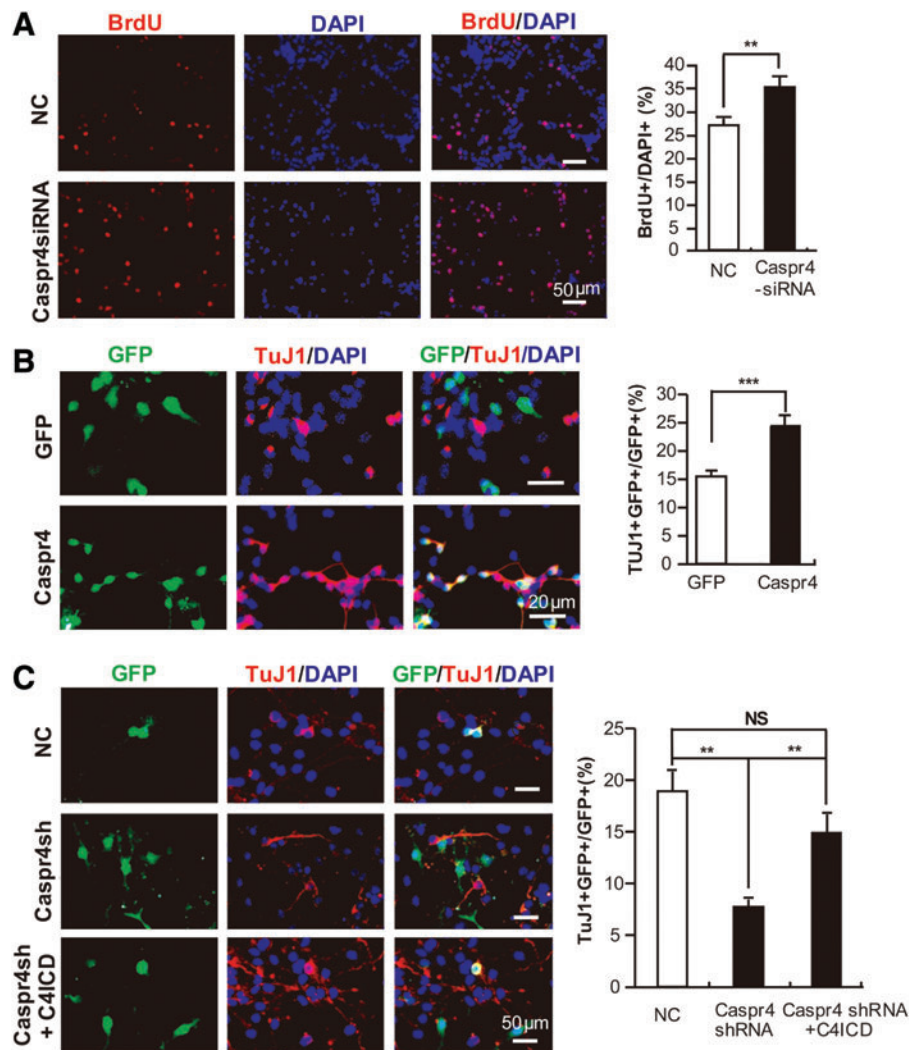 A
BrdU
DAPI
BrdU/DAPI
NC
Caspr4siRNA
50 µm
**
BrdU+/DAPI+ (%)
40
35
30
25
20
15
10
5
0
NC
Caspr4
-siRNA
B
GFP
TuJ1/DAPI
GFP/TuJ1/DAPI
GFP
Caspr4
20 µm
***
TUJ1+GFP+/GFP+(%)
30
25
20
15
10
5
0
GFP
Caspr4
C
GFP
TuJ1/DAPI
GFP/TuJ1/DAPI
NC
Caspr4sh
Caspr4sh
+ C4ICD
50 µm
NS
**
**
TuJ1+GFP+/GFP+(%)
25
20
15
10
5
0
NC
Caspr4
shRNA
Caspr4 shRNA
+C4ICD